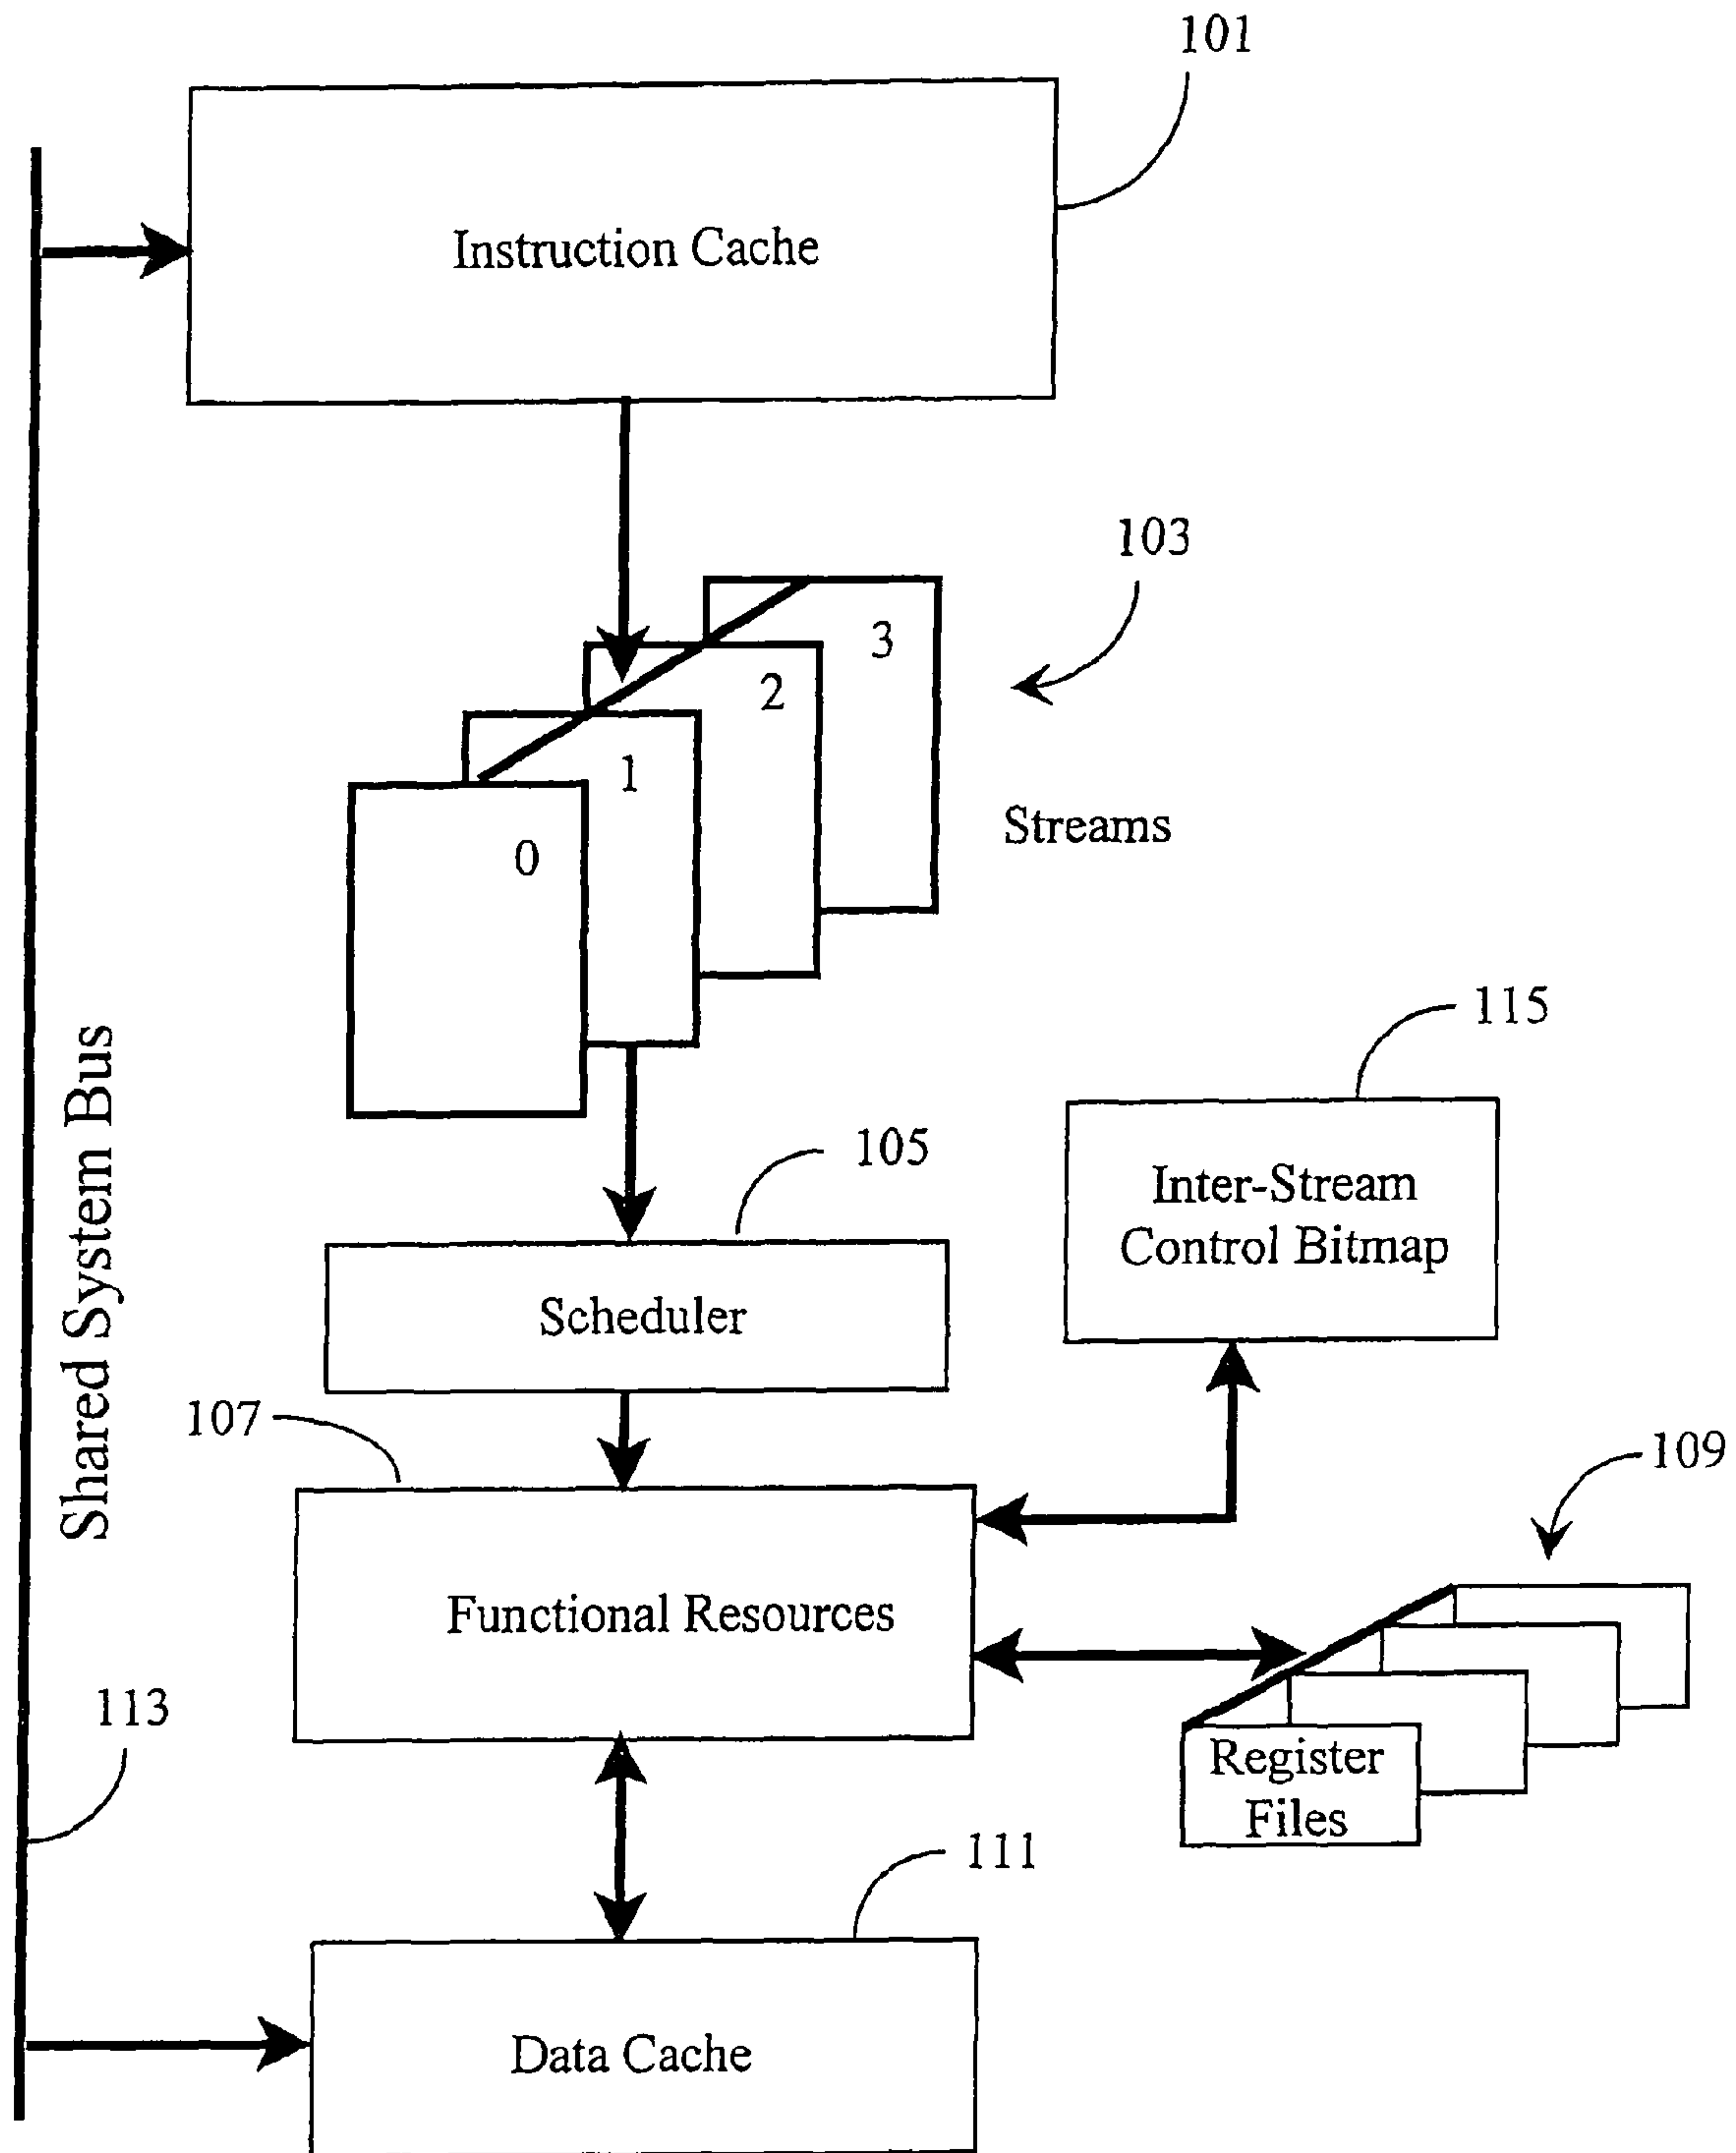 101
Instruction Cache
103
3
2
1
0
Streams
Shared System Bus
115
105
Inter-Stream
Control Bitmap
Scheduler
107
109
Functional Resources
113
Register
Files
111
Data Cache